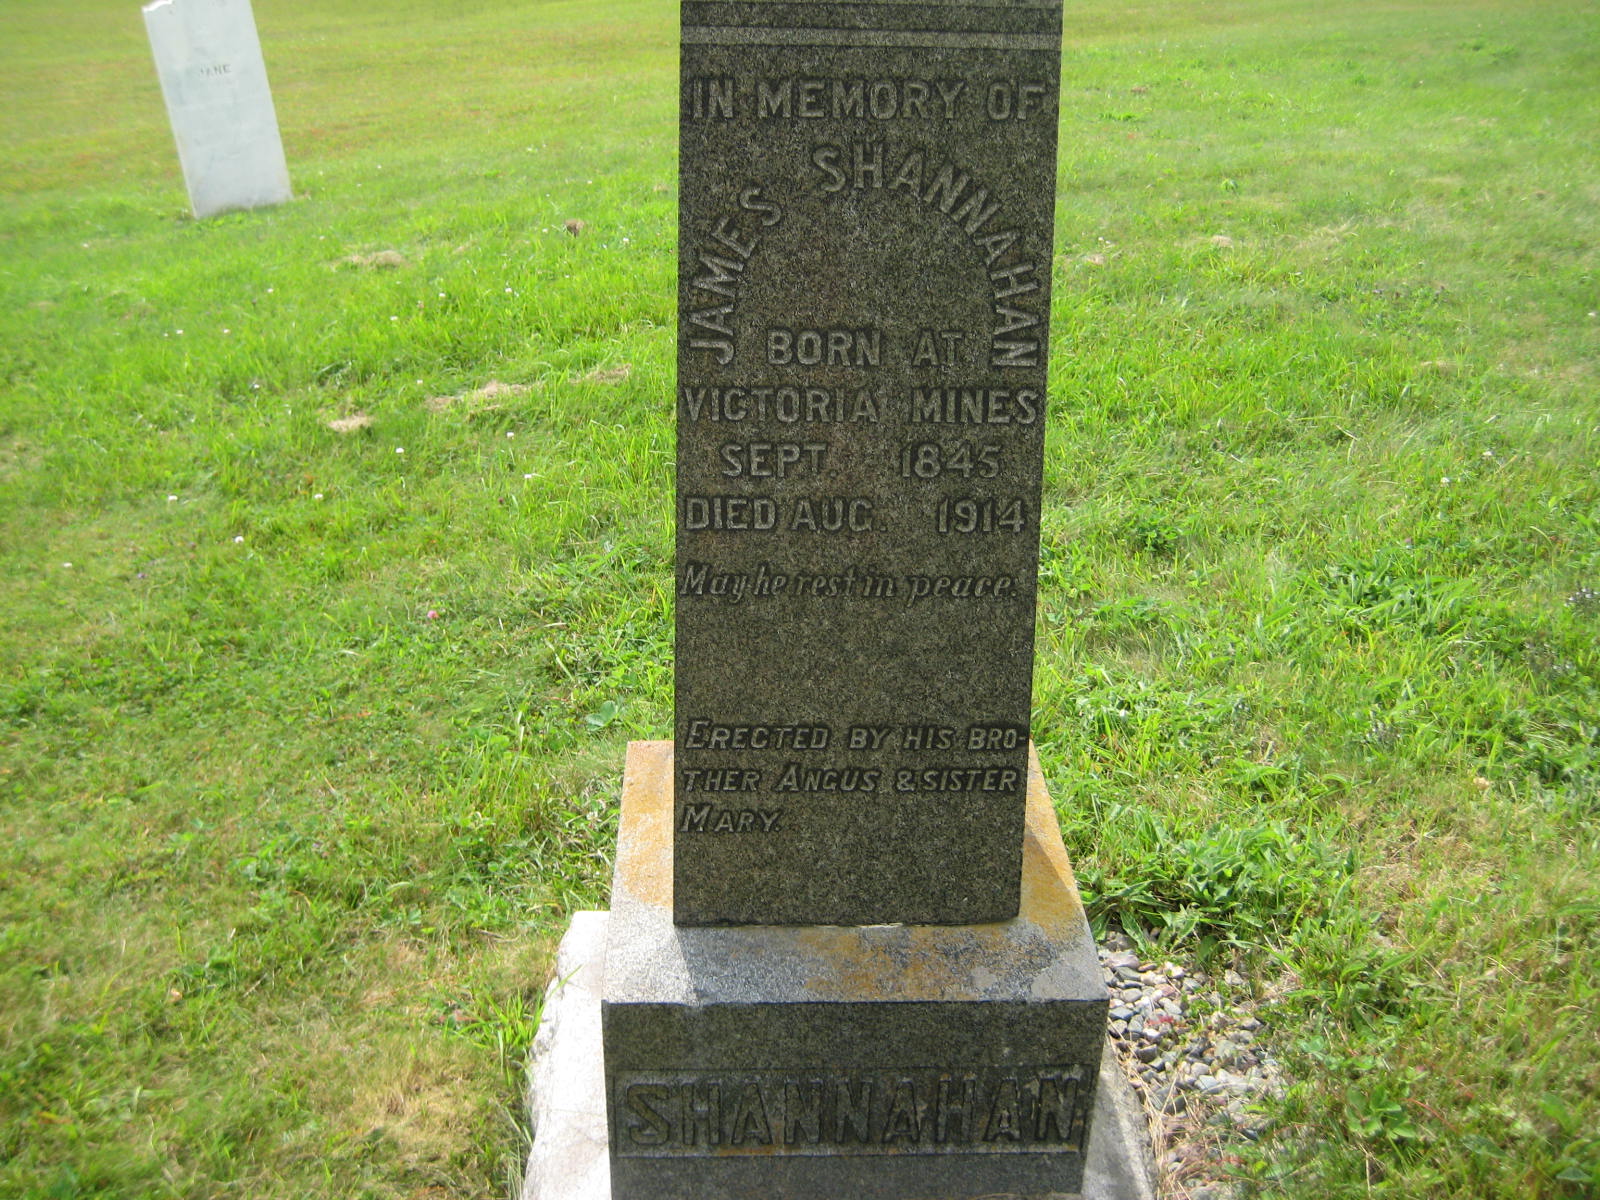 JANE
IN MEMORY OF
JAMES SHANNAHAN
BORN AT
VICTORIA MINES
SEPT. 1845
DIED AUG. 1914
May he rest in peace.
ERECTED BY HIS BRO-
THER ANGUS & SISTER
MARY.
SHANNAHAN